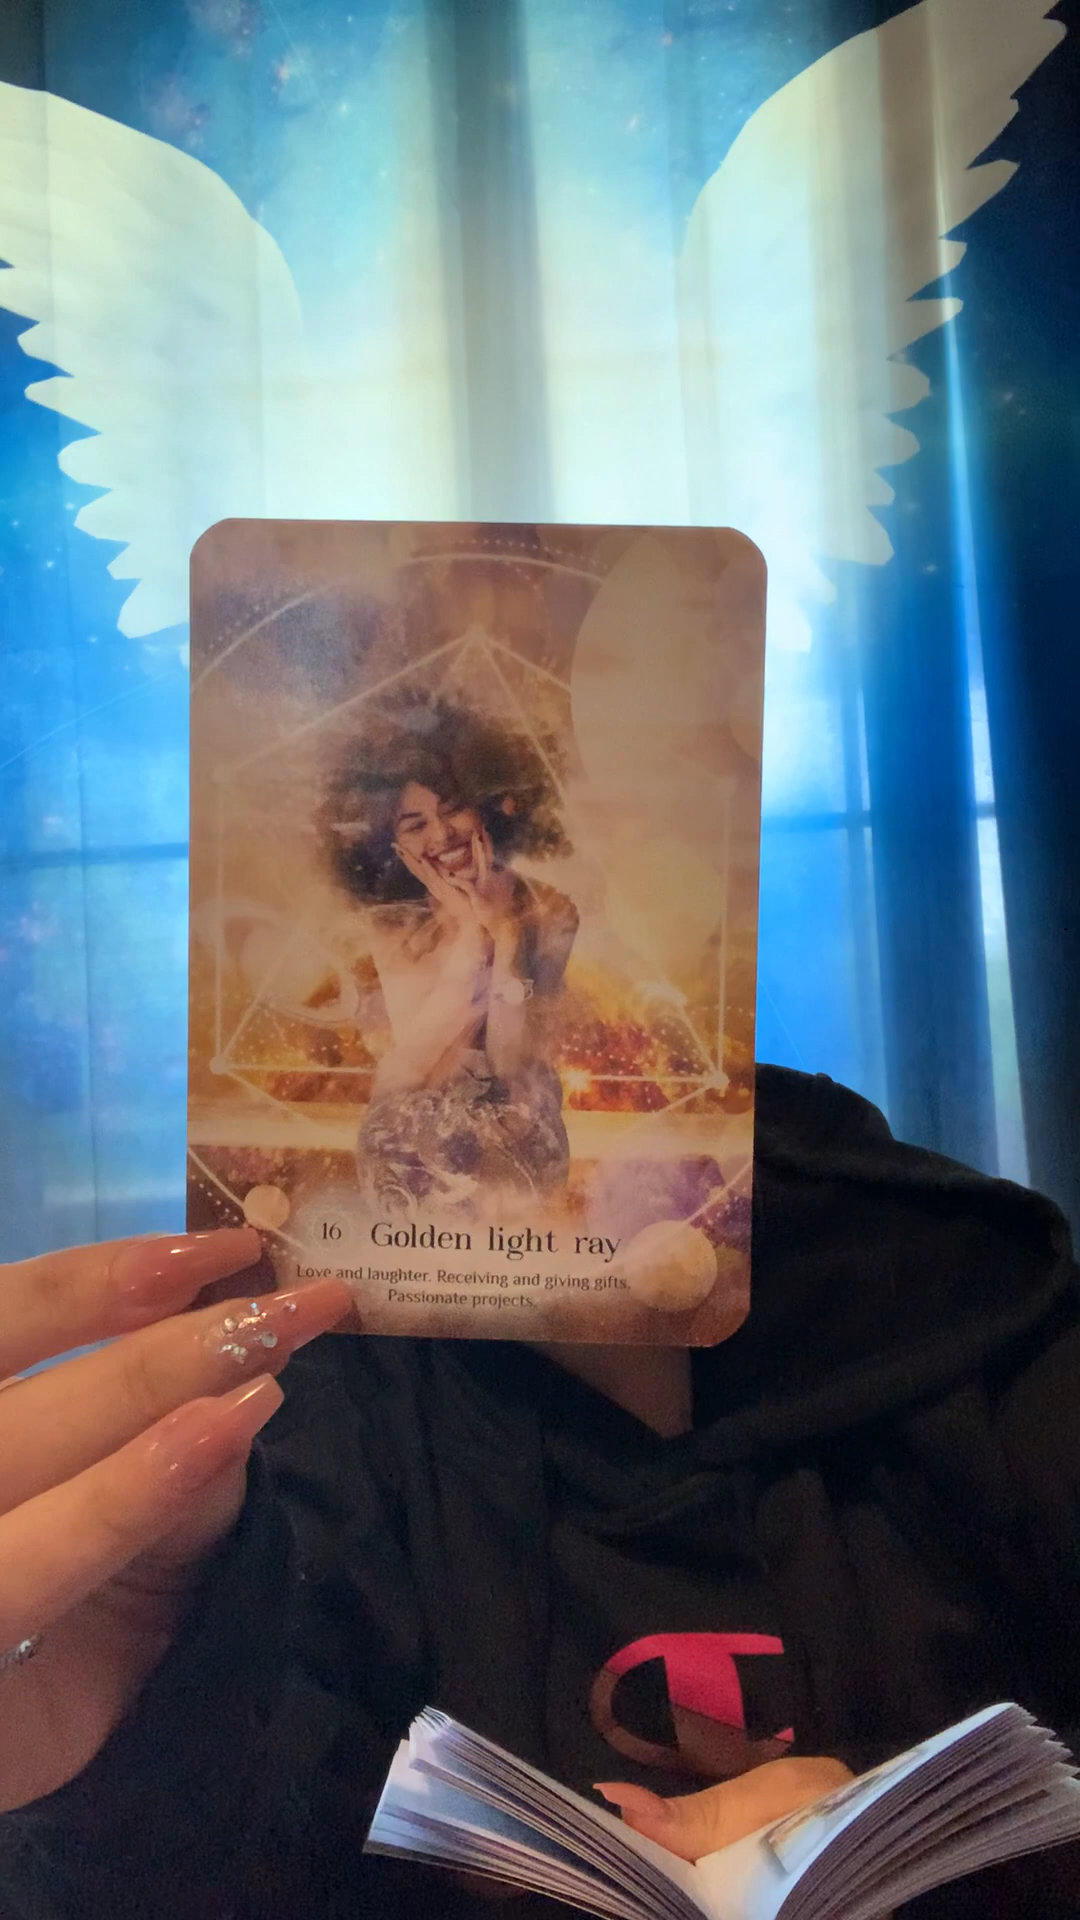 16 Golden light ray
Love and laughter. Receiving and giving gifts.
Passionate projects.